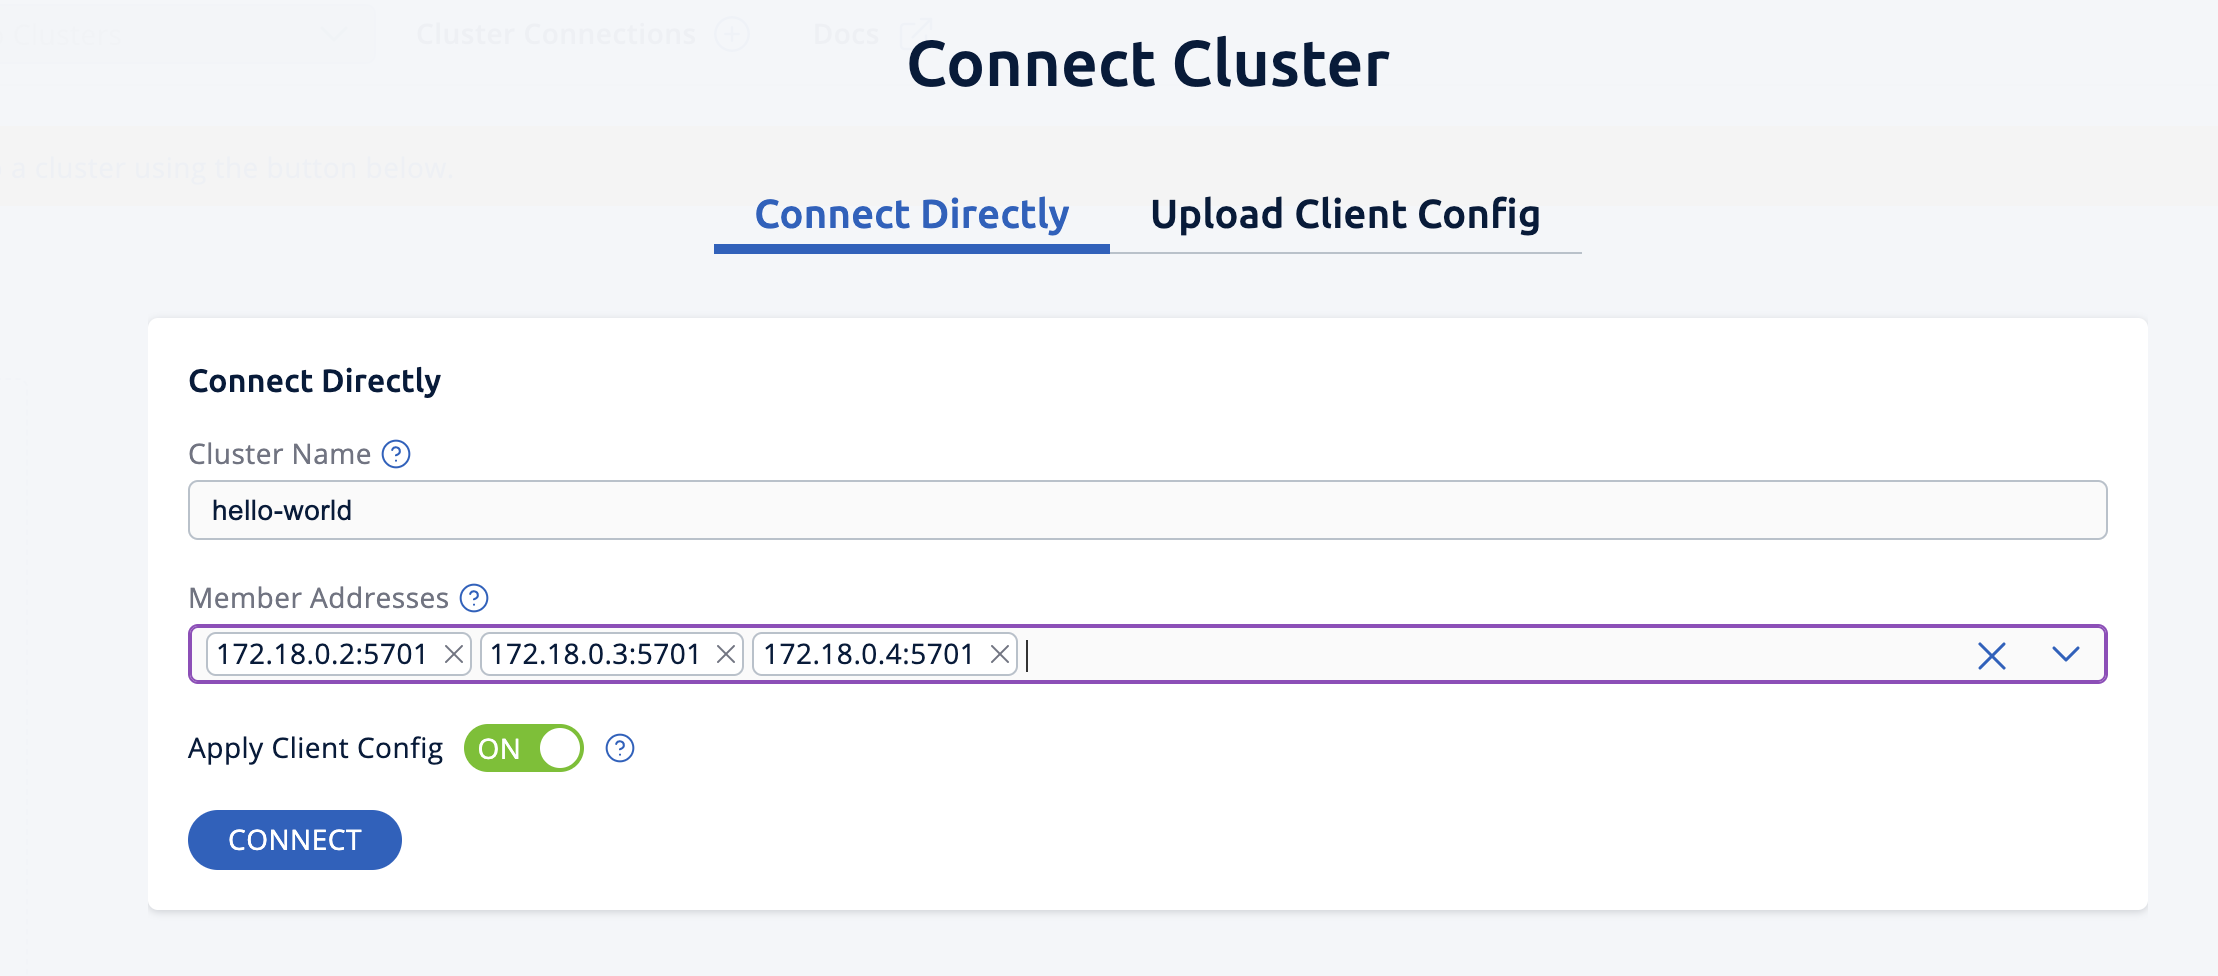 Clusters Cluster Connections Docs
Connect Cluster
a cluster using the button below.
Connect Directly Upload Client Config
Connect Directly
Cluster Name ?
hello-world
Member Addresses ?
172.18.0.2:5701 172.18.0.3:5701 172.18.0.4:5701
Apply Client Config ON ?
CONNECT